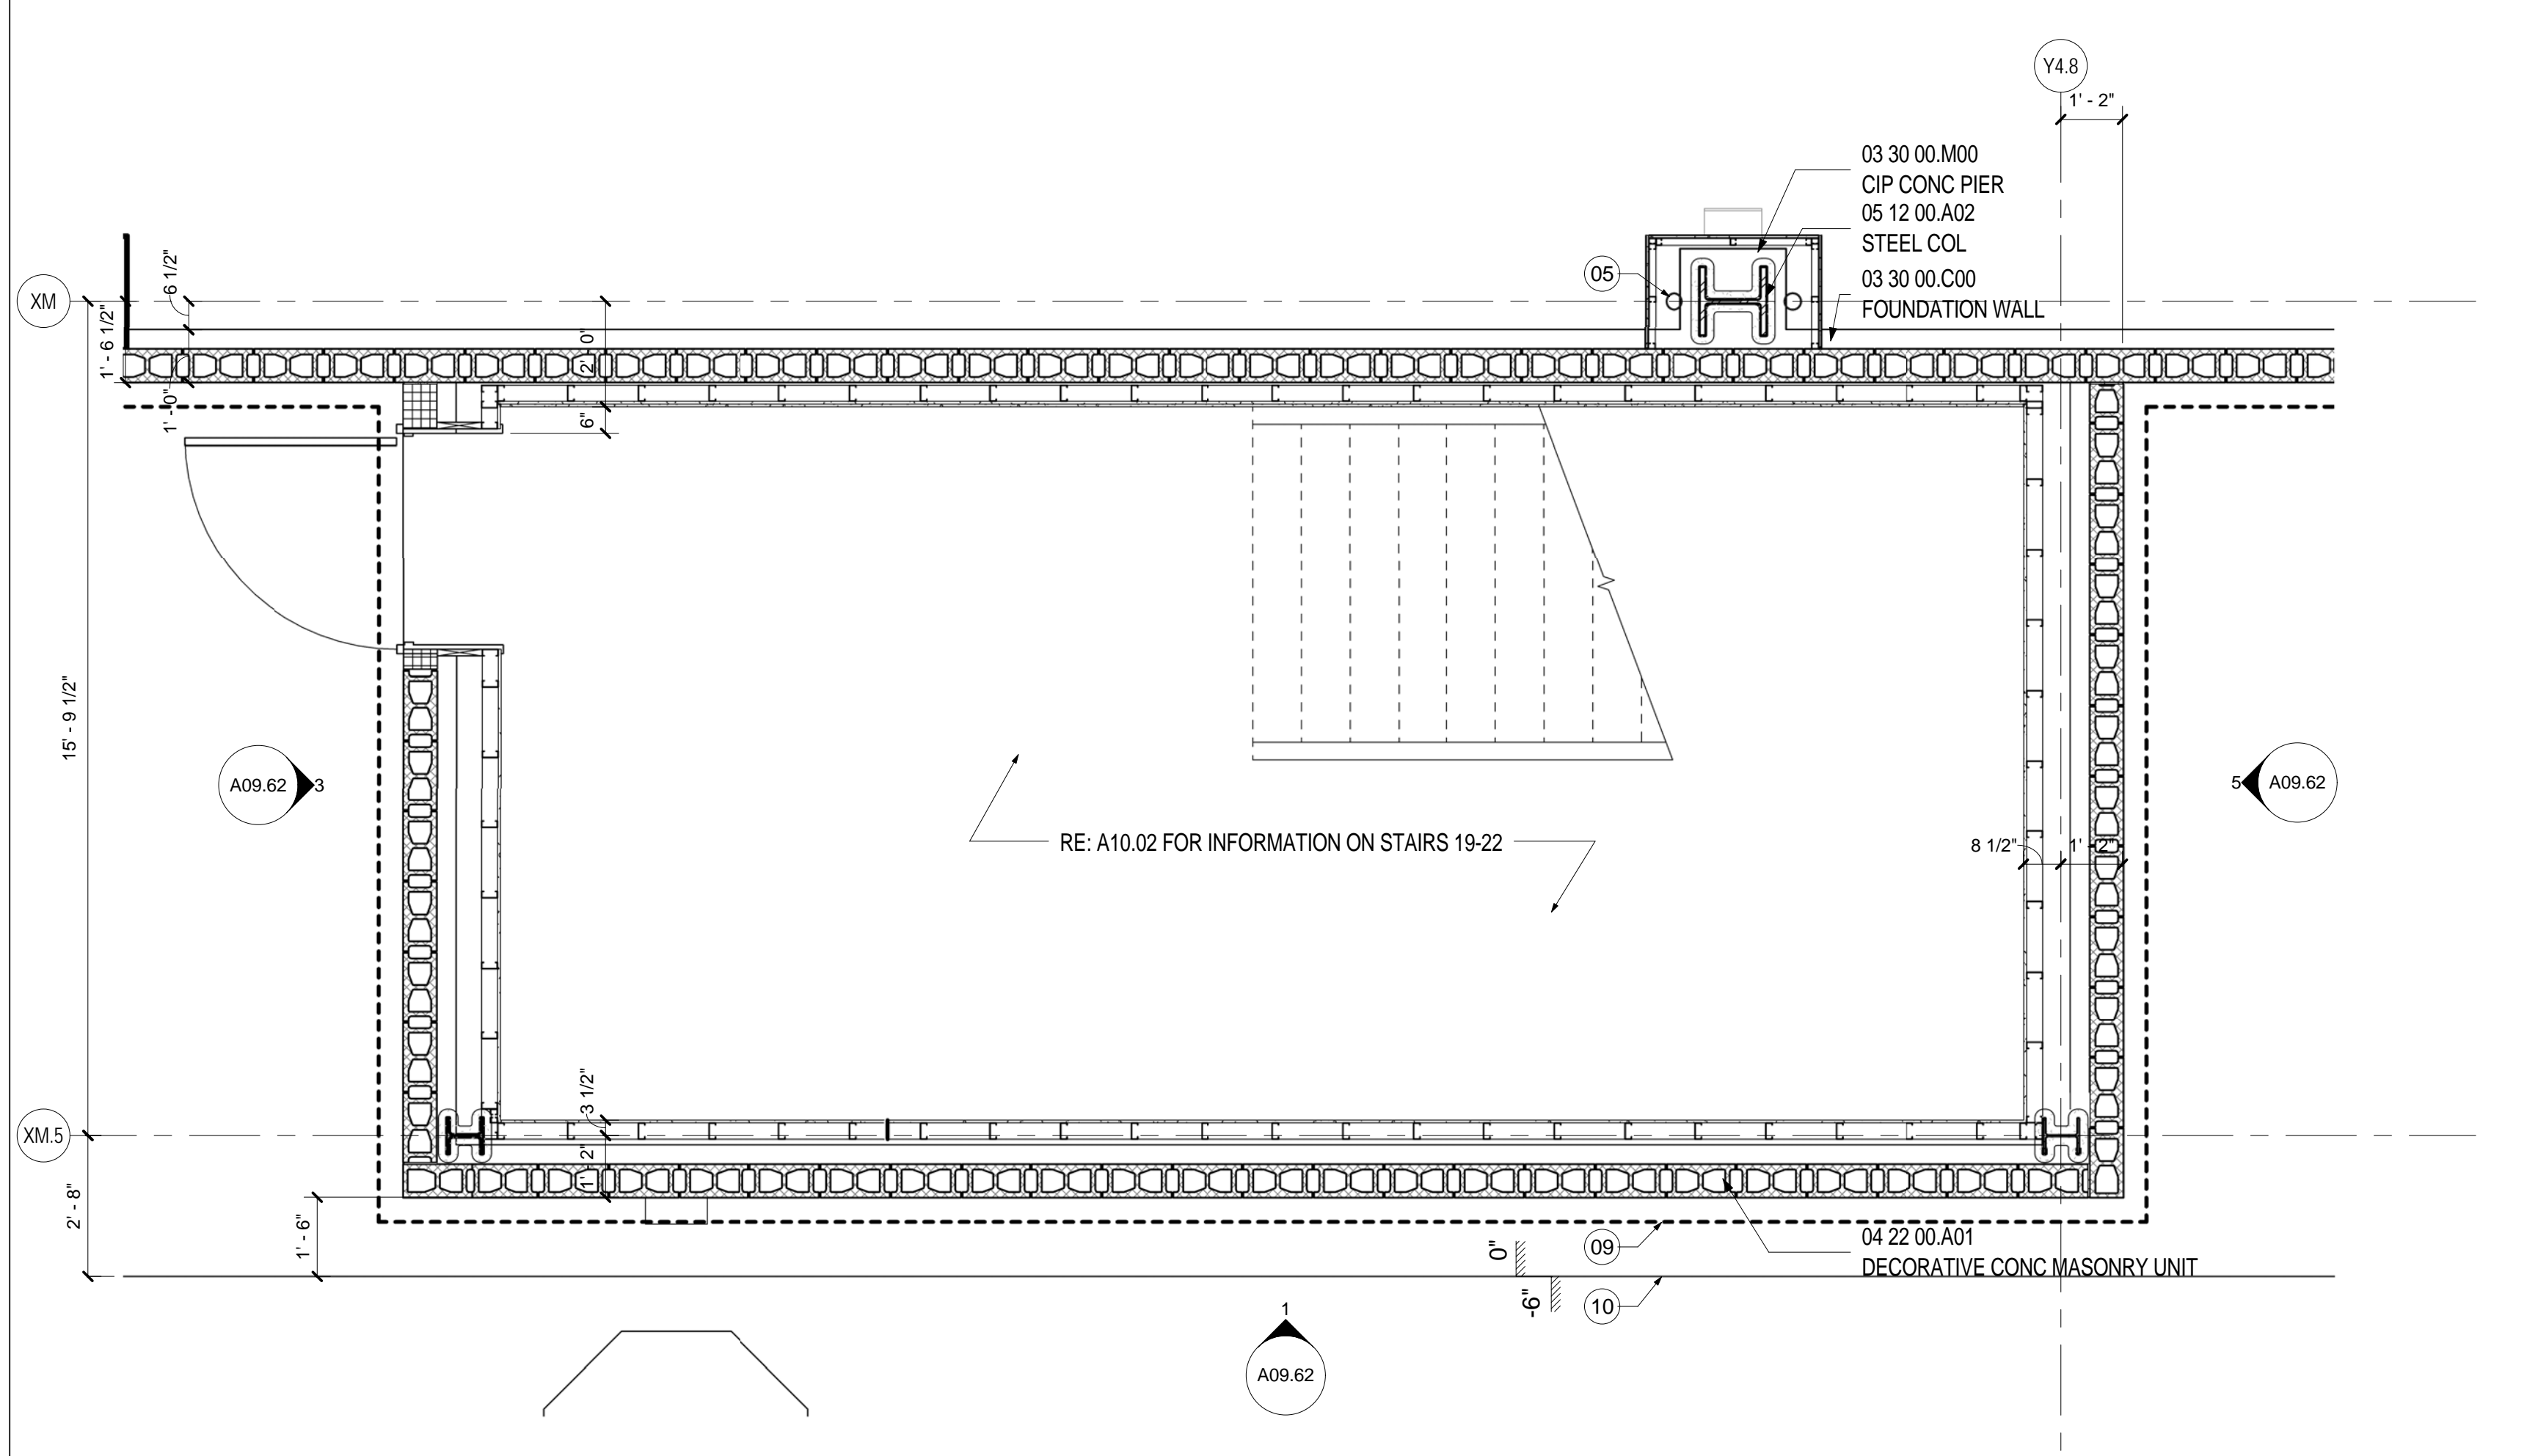 Y4.8
1' - 2"
03 30 00.M00
CIP CONC PIER
05 12 00.A02
STEEL COL
03 30 00.C00
FOUNDATION WALL
05
XM
6 1/2"
1' - 6 1/2"
1' - 0"
2' - 0"
6"
15' - 9 1/2"
A09.62
3
5
A09.62
RE: A10.02 FOR INFORMATION ON STAIRS 19-22
8 1/2"
1' - 2"
3 1/2"
XM.5
1' - 2"
2' - 8"
1' - 6"
0"
-6"
09
10
04 22 00.A01
DECORATIVE CONC MASONRY UNIT
1
A09.62